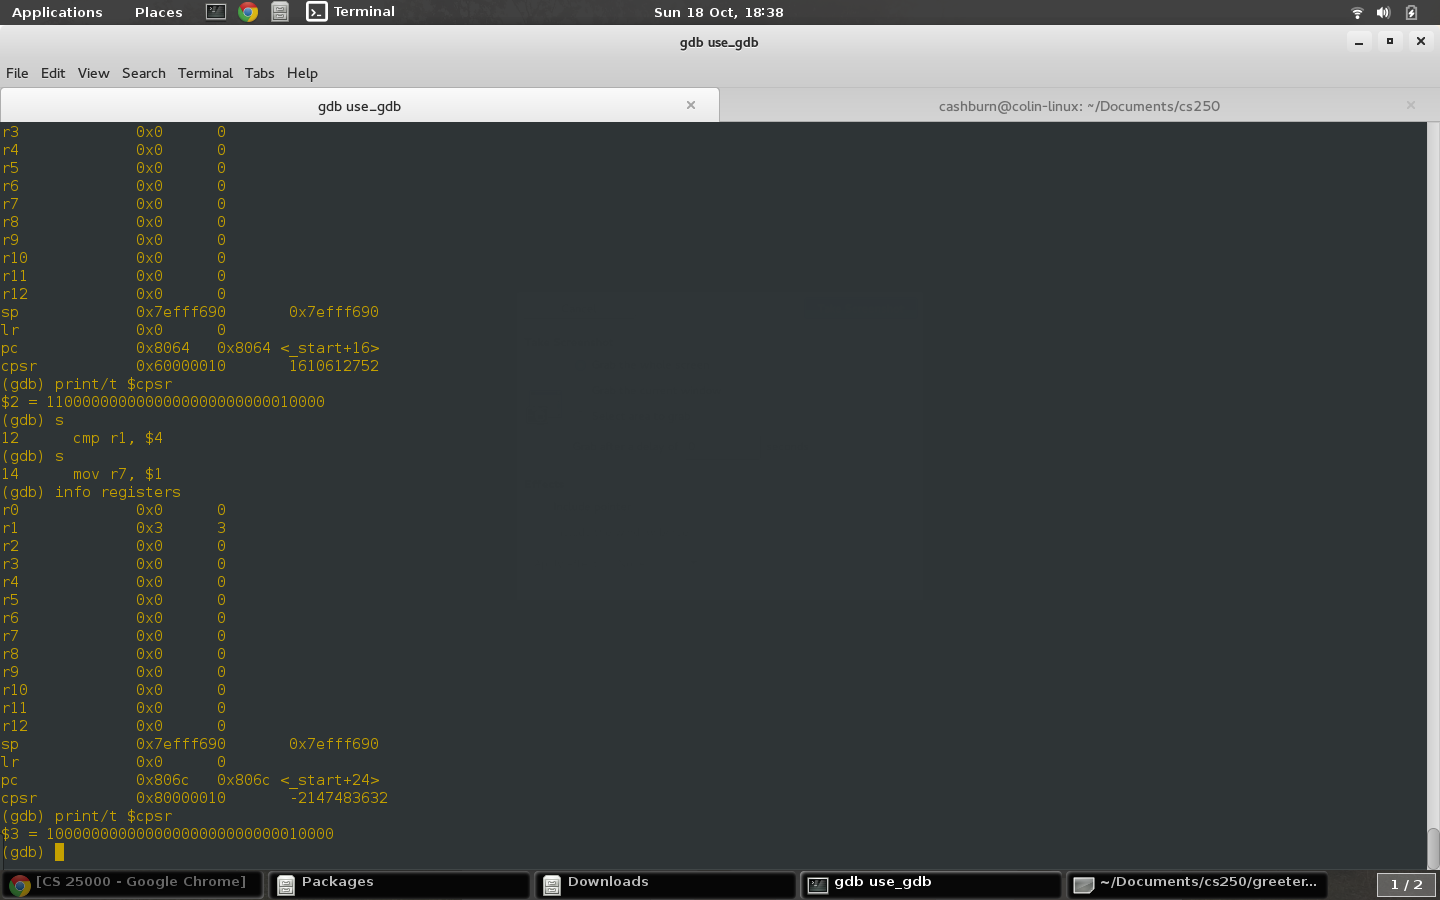 Applications Places Terminal Sun 18 Oct, 18:38
gdb use_gdb
File Edit View Search Terminal Tabs Help
gdb use_gdb cashburn@colin-linux: ~/Documents/cs250
r3 0x0 0
r4 0x0 0
r5 0x0 0
r6 0x0 0
r7 0x0 0
r8 0x0 0
r9 0x0 0
r10 0x0 0
r11 0x0 0
r12 0x0 0
sp 0x7efff690 0x7efff690
lr 0x0 0
pc 0x8064 0x8064 <_start+16>
cpsr 0x60000010 1610612752
(gdb) print/t $cpsr
$2 = 1100000000000000000000000010000
(gdb) s
12 cmp r1, $4
(gdb) s
14 mov r7, $1
(gdb) info registers
r0 0x0 0
r1 0x3 3
r2 0x0 0
r3 0x0 0
r4 0x0 0
r5 0x0 0
r6 0x0 0
r7 0x0 0
r8 0x0 0
r9 0x0 0
r10 0x0 0
r11 0x0 0
r12 0x0 0
sp 0x7efff690 0x7efff690
lr 0x0 0
pc 0x806c 0x806c <_start+24>
cpsr 0x80000010 -2147483632
(gdb) print/t $cpsr
$3 = 10000000000000000000000000010000
(gdb)
[CS 25000 - Google Chrome] Packages Downloads gdb use_gdb ~/Documents/cs250/greeter... 1 / 2